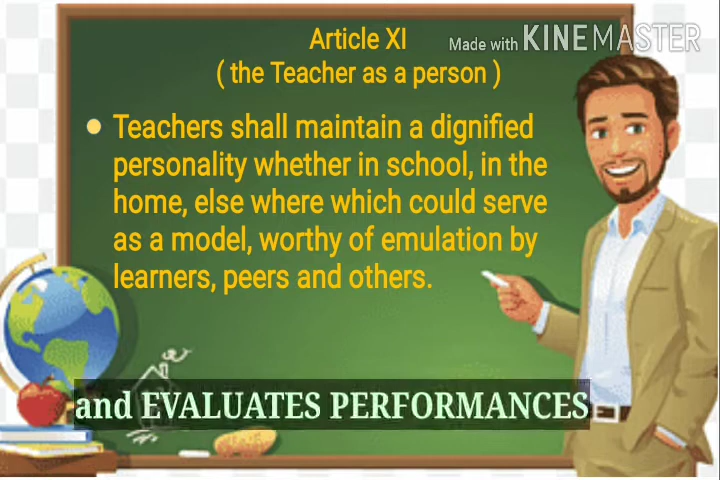 Article XI
Made with KINEMASTER
( the Teacher as a person )
Teachers shall maintain a dignified
personality whether in school, in the
home, else where which could serve
as a model, worthy of emulation by
learners, peers and others.
and EVALUATES PERFORMANCES